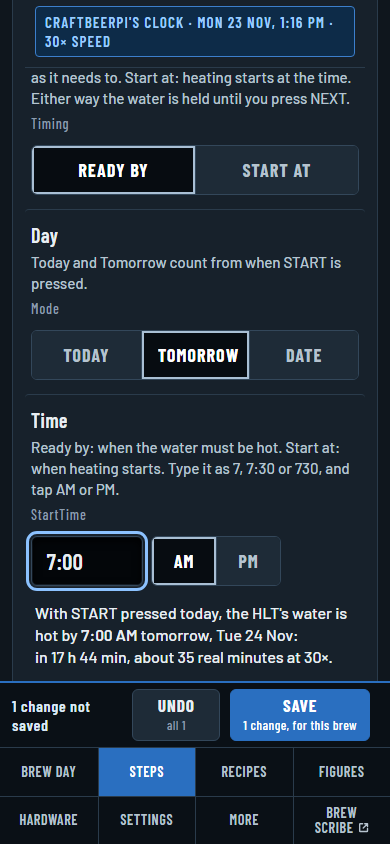 CRAFTBEERPI'S CLOCK · MON 23 NOV, 1:16 PM ·
30× SPEED
as it needs to. Start at: heating starts at the time.
Either way the water is held until you press NEXT.
Timing
READY BY
START AT
Day
Today and Tomorrow count from when START is
pressed.
Mode
TODAY
TOMORROW
DATE
Time
Ready by: when the water must be hot. Start at:
when heating starts. Type it as 7, 7:30 or 730, and
tap AM or PM.
StartTime
7:00
AM
PM
With START pressed today, the HLT's water is
hot by 7:00 AM tomorrow, Tue 24 Nov:
in 17 h 44 min, about 35 real minutes at 30×.
1 change not
saved
UNDO
all 1
SAVE
1 change, for this brew
BREW DAY
STEPS
RECIPES
FIGURES
HARDWARE
SETTINGS
MORE
BREW
SCRIBE